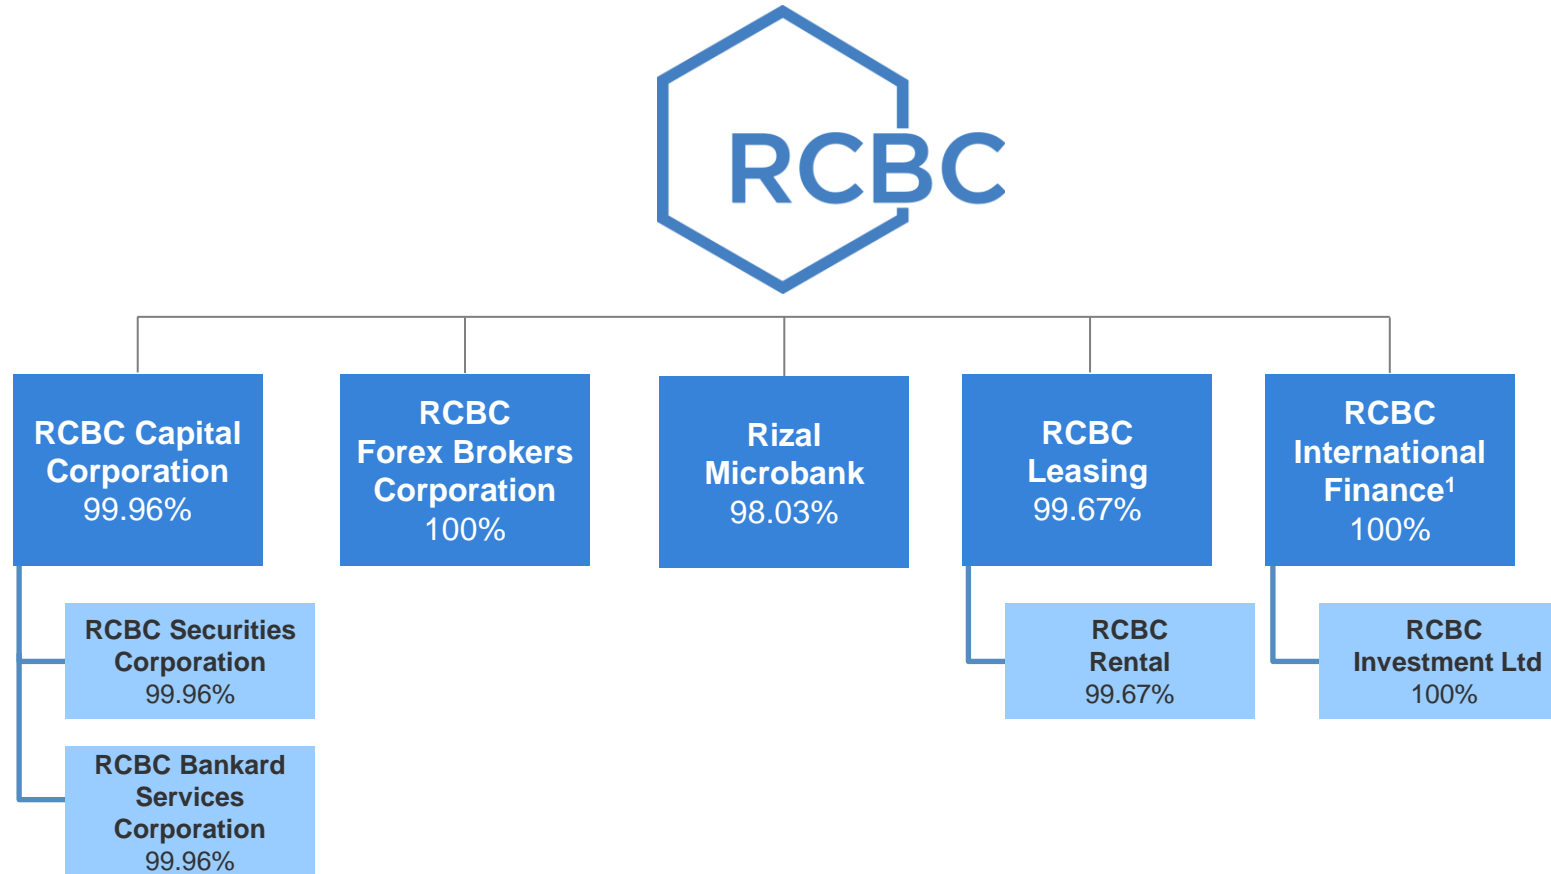 RCBC
RCBC Capital
Corporation
99.96%
RCBC
Forex Brokers
Corporation
100%
Rizal
Microbank
98.03%
RCBC
Leasing
99.67%
RCBC
International
Finance¹
100%
RCBC Securities
Corporation
99.96%
RCBC Bankard
Services
Corporation
99.96%
RCBC
Rental
99.67%
RCBC
Investment Ltd
100%